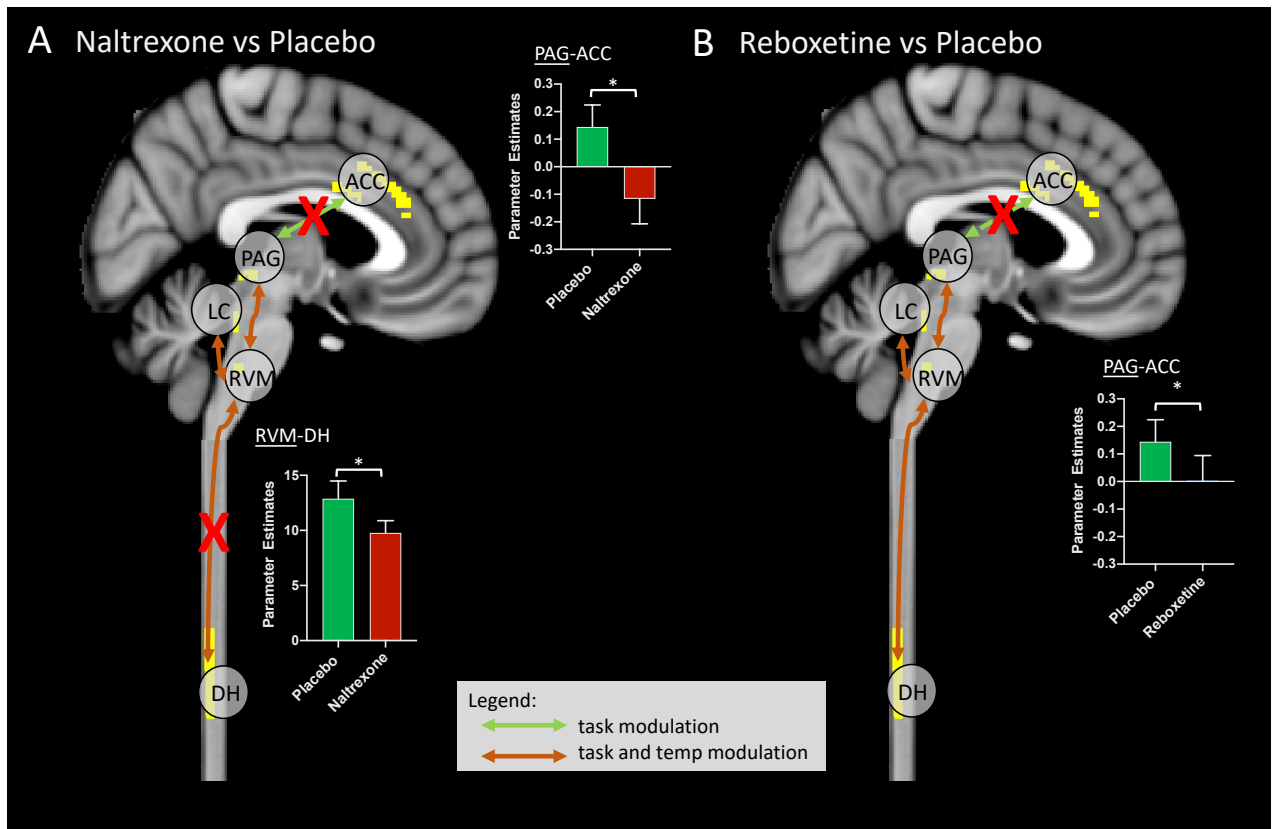 A Naltrexone vs Placebo
PAG-ACC
*
0.3
0.2
0.1
0.0
-0.1
-0.2
-0.3
Parameter Estimates
Placebo
Naltrexone
ACC
X
PAG
LC
RVM
RVM-DH
*
15
10
5
0
Parameter Estimates
Placebo
Naltrexone
X
DH
B Reboxetine vs Placebo
ACC
X
PAG
LC
RVM
PAG-ACC
*
0.3
0.2
0.1
0.0
-0.1
-0.2
-0.3
Parameter Estimates
Placebo
Reboxetine
DH
Legend:
task modulation
task and temp modulation